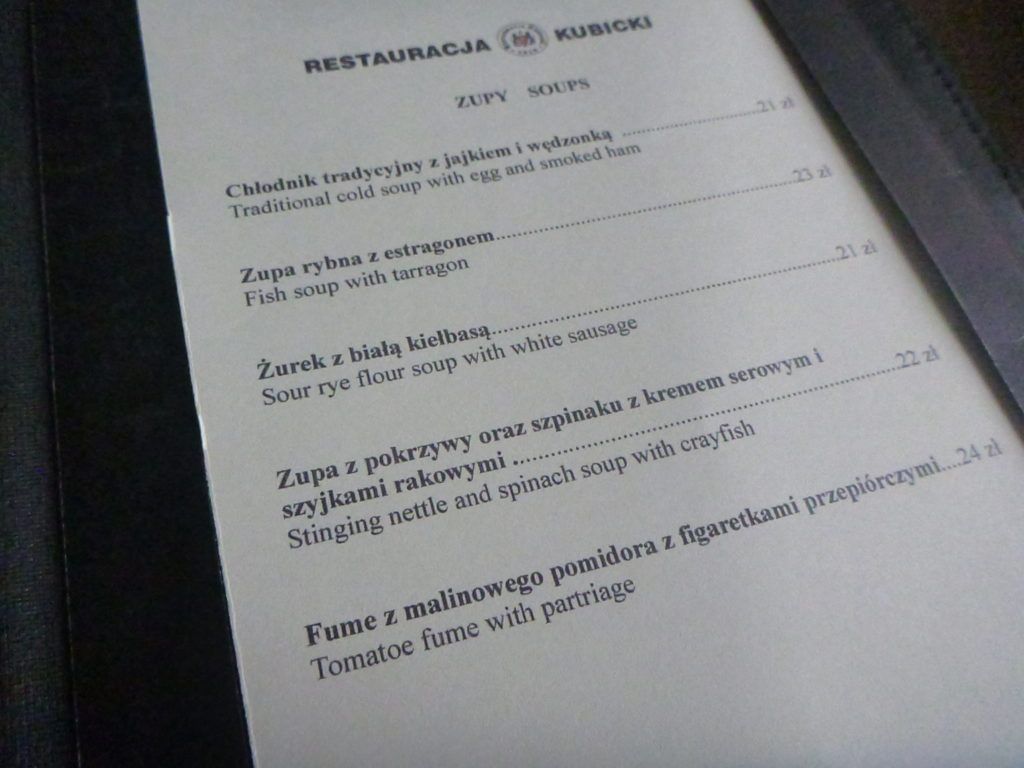 RESTAURACJA KUBICKI
ZUPY SOUPS
Chłodnik tradycyjny z jajkiem i wędzonką ........................21 zł
Traditional cold soup with egg and smoked ham
Zupa rybna z estragonem..................................................23 zł
Fish soup with tarragon
Żurek z białą kiełbasą..........................................................21 zł
Sour rye flour soup with white sausage
Zupa z pokrzywy oraz szpinaku z kremem serowym i
szyjkami rakowymi ..............................................................22 zł
Stinging nettle and spinach soup with crayfish
Fume z malinowego pomidora z figaretkami przepiórczymi....24 zł
Tomatoe fume with partriage